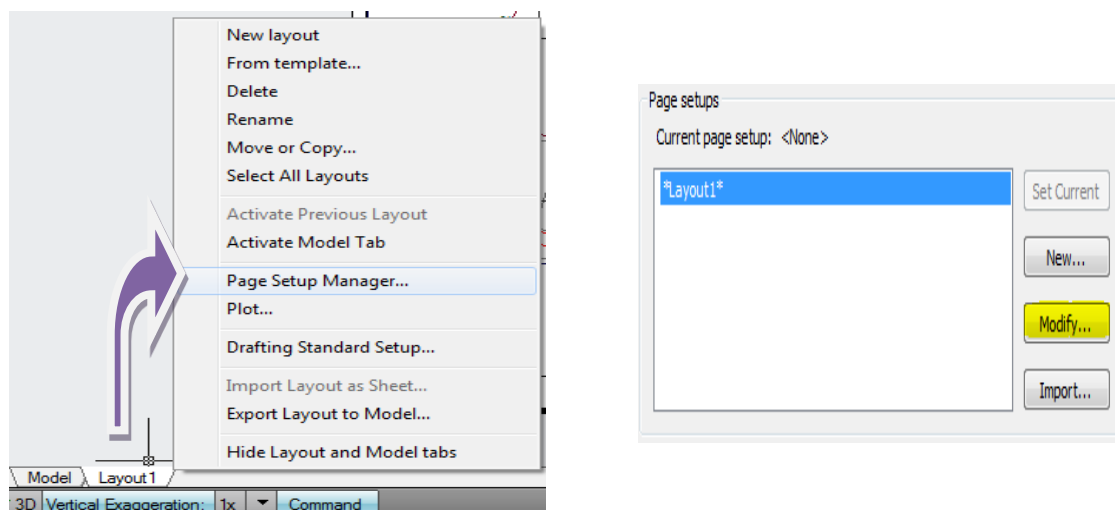 New layout
From template...
Delete
Rename
Move or Copy...
Select All Layouts
Activate Previous Layout
Activate Model Tab
Page Setup Manager...
Plot...
Drafting Standard Setup...
Import Layout as Sheet...
Export Layout to Model...
Hide Layout and Model tabs
Model Layout1
3D Vertical Exaggeration: 1x Command
Page setups
Current page setup: <None>
*Layout1*
Set Current
New...
Modify...
Import...